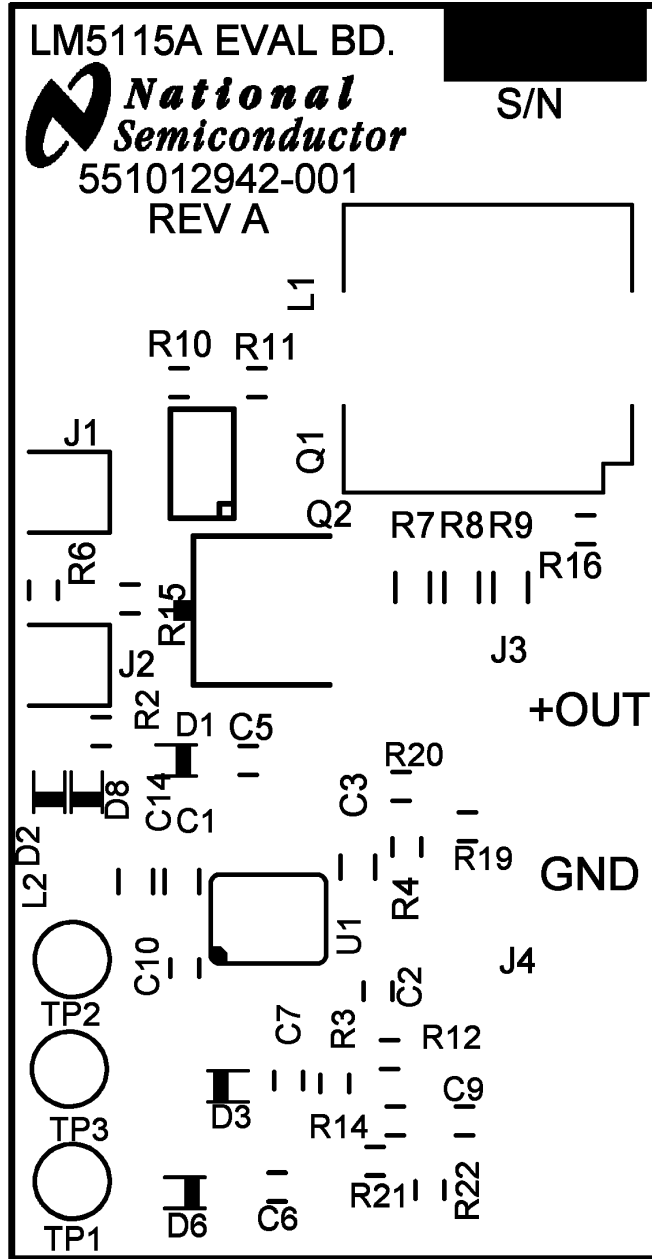 LM5115A EVAL BD.
S/N
National
Semiconductor
551012942-001
REV A
L1
R10
R11
J1
Q1
Q2
R7
R8
R9
R16
R6
R15
J2
J3
R2
+OUT
D1
C5
R20
C3
D8
C14
C1
D2
R19
L2
R4
GND
U1
C10
J4
C2
TP2
C7
R3
R12
D3
C9
TP3
R14
R21
R22
D6
C6
TP1